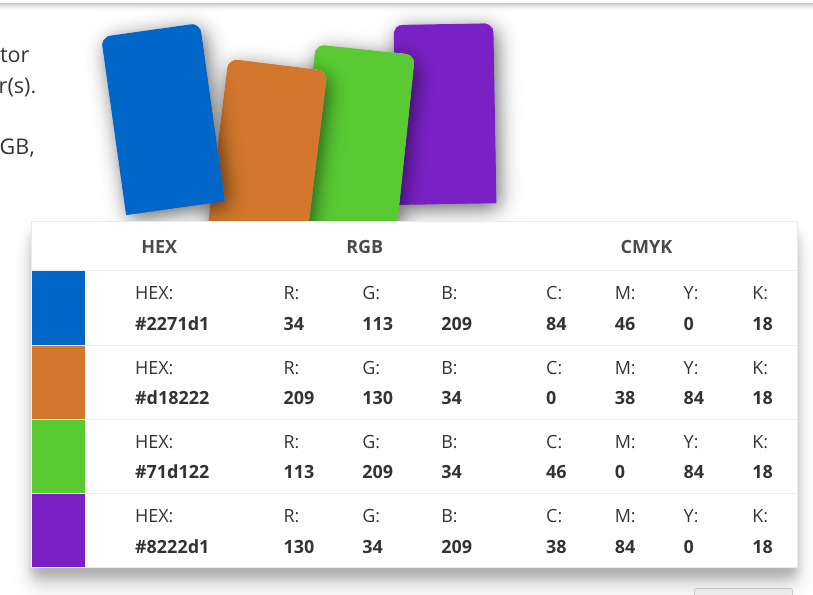 tor
r(s).
GB,
HEX RGB CMYK
HEX: R: G: B: C: M: Y: K:
#2271d1 34 113 209 84 46 0 18
HEX: R: G: B: C: M: Y: K:
#d18222 209 130 34 0 38 84 18
HEX: R: G: B: C: M: Y: K:
#71d122 113 209 34 46 0 84 18
HEX: R: G: B: C: M: Y: K:
#8222d1 130 34 209 38 84 0 18